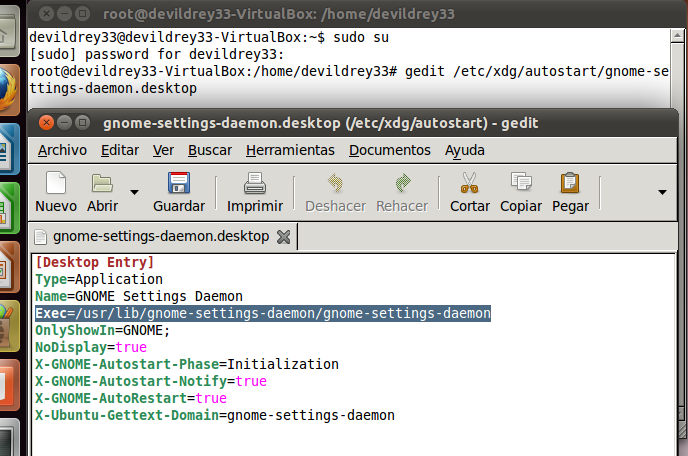 root@devildrey33-VirtualBox: /home/devildrey33
devildrey33@devildrey33-VirtualBox:~$ sudo su
[sudo] password for devildrey33:
root@devildrey33-VirtualBox:/home/devildrey33# gedit /etc/xdg/autostart/gnome-se
ttings-daemon.desktop
gnome-settings-daemon.desktop (/etc/xdg/autostart) - gedit
Archivo Editar Ver Buscar Herramientas Documentos Ayuda
Nuevo Abrir Guardar Imprimir Deshacer Rehacer Cortar Copiar Pegar
gnome-settings-daemon.desktop
[Desktop Entry]
Type=Application
Name=GNOME Settings Daemon
Exec=/usr/lib/gnome-settings-daemon/gnome-settings-daemon
OnlyShowIn=GNOME;
NoDisplay=true
X-GNOME-Autostart-Phase=Initialization
X-GNOME-Autostart-Notify=true
X-GNOME-AutoRestart=true
X-Ubuntu-Gettext-Domain=gnome-settings-daemon